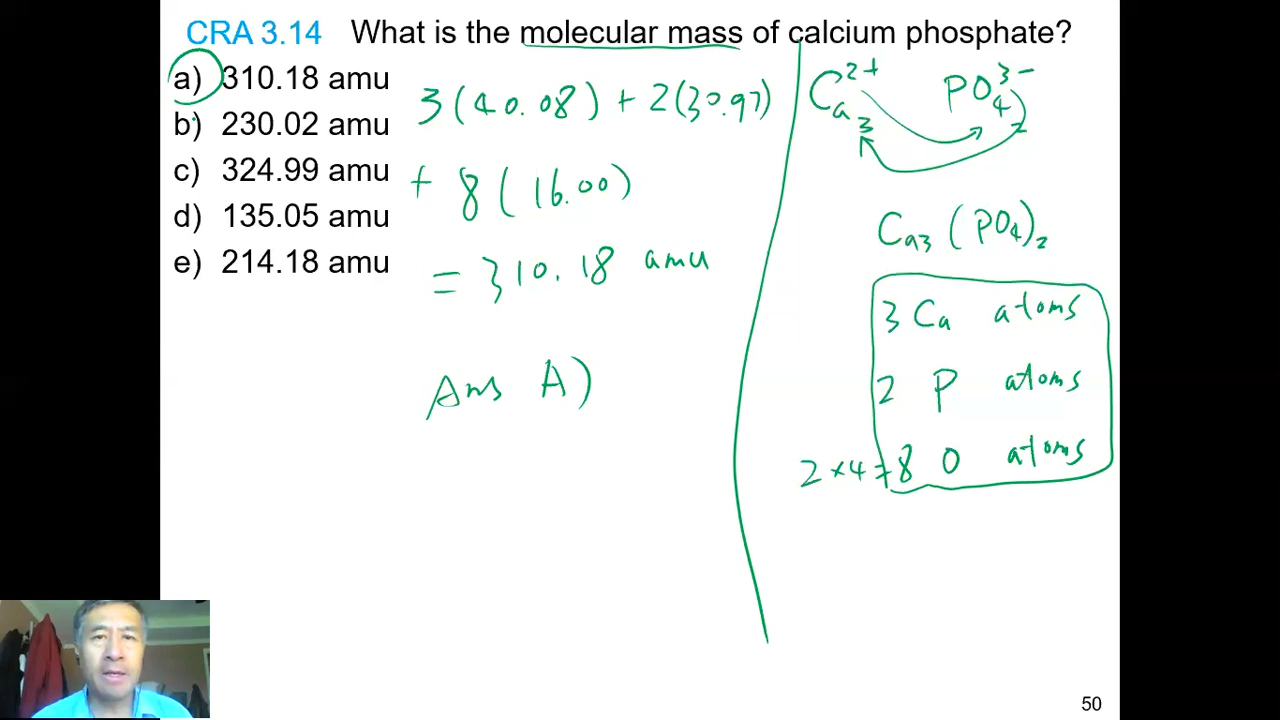 CRA 3.14 What is the molecular mass of calcium phosphate?
a) 310.18 amu
b) 230.02 amu
c) 324.99 amu
d) 135.05 amu
e) 214.18 amu
3 (40.08) + 2(30.97)
+ 8 (16.00)
= 310.18 amu
Ans A)
Ca²⁺₃ PO₄³⁻₂
Ca₃ (PO₄)₂
3 Ca atoms
2 P atoms
2×4=8 O atoms
50